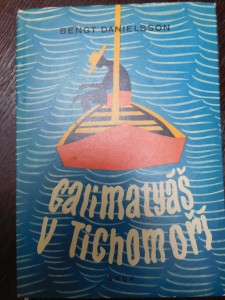 BENGT DANIELSSON
Galimatyáš
v Tichomoří